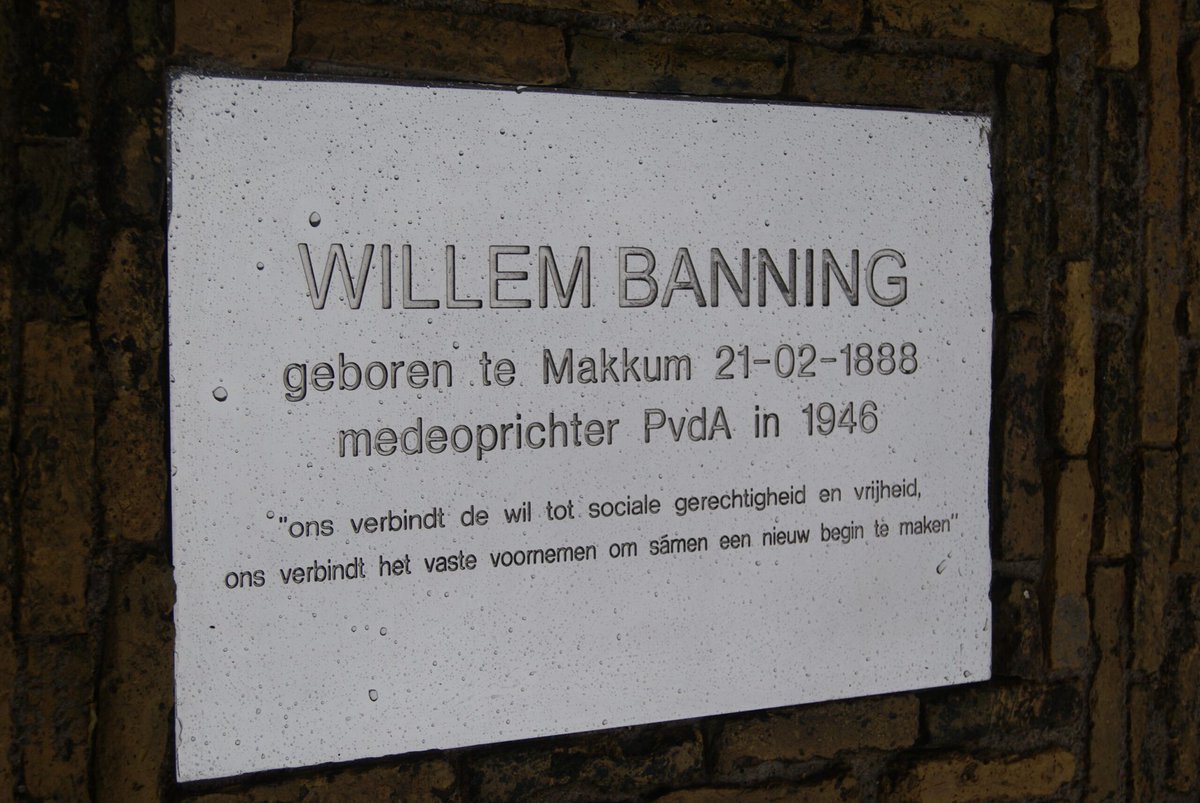 WILLEM BANNING
geboren te Makkum 21-02-1888
medeoprichter PvdA in 1946
"ons verbindt de wil tot sociale gerechtigheid en vrijheid,
ons verbindt het vaste voornemen om sámen een nieuw begin te maken"